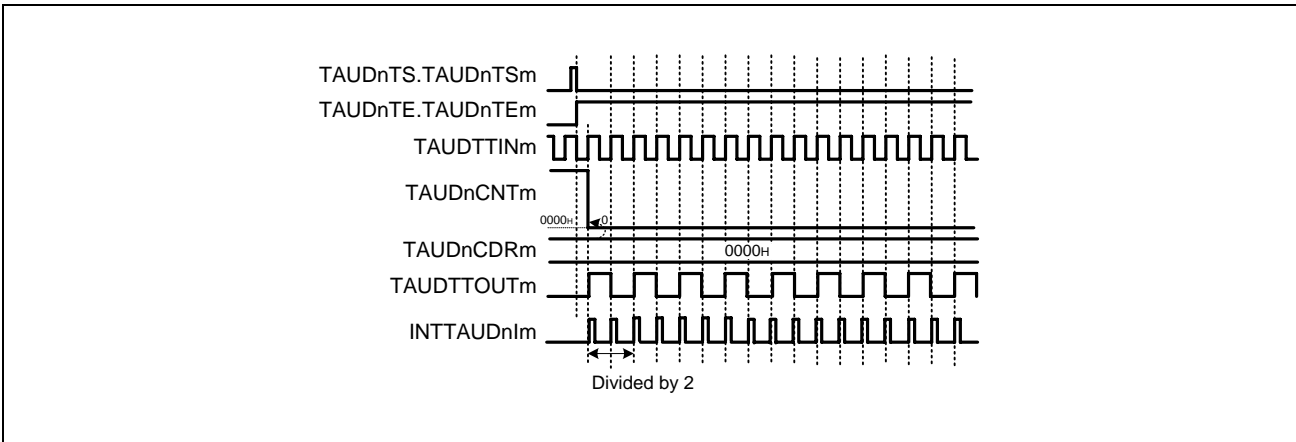 TAUDnTS.TAUDnTSm
TAUDnTE.TAUDnTEm
TAUDTTINm
TAUDnCNTm
0000H
0
TAUDnCDRm
0000H
TAUDTTOUTm
INTTAUDnIm
Divided by 2